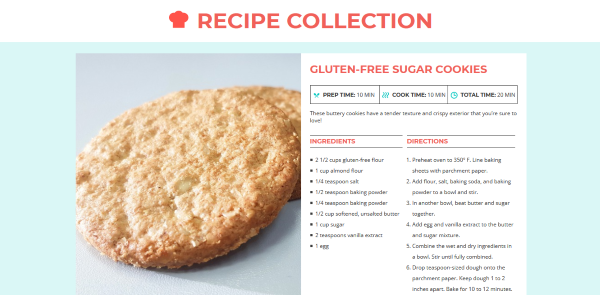 RECIPE COLLECTION
GLUTEN-FREE SUGAR COOKIES
PREP TIME: 10 MIN
COOK TIME: 10 MIN
TOTAL TIME: 20 MIN
These buttery cookies have a tender texture and crispy exterior that you're sure to
love!
INGREDIENTS
2 1/2 cups gluten-free flour
1 cup almond flour
1/4 teaspoon salt
1/2 teaspoon baking powder
1/4 teaspoon baking powder
1/2 cup softened, unsalted butter
1 cup sugar
2 teaspoons vanilla extract
1 egg
DIRECTIONS
1. Preheat oven to 350° F. Line baking
sheets with parchment paper.
2. Add flour, salt, baking soda, and baking
powder to a bowl and stir.
3. In another bowl, beat butter and sugar
together.
4. Add egg and vanilla extract to the butter
and sugar mixture.
5. Combine the wet and dry ingredients in
a bowl. Stir until fully combined.
6. Drop teaspoon-sized dough onto the
parchment paper. Keep dough 1 to 2
inches apart. Bake for 10 to 12 minutes.